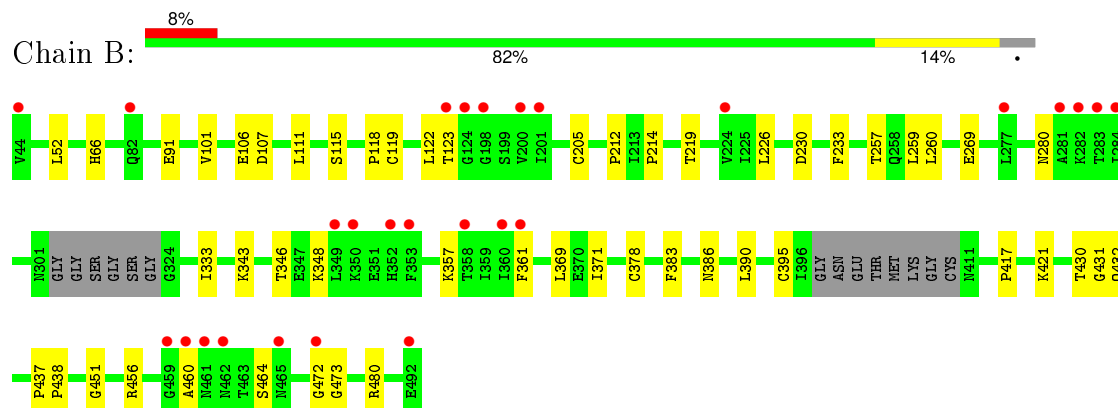 8%
Chain B:
82% 14% •
V44 L52 H66 Q82 E91 V101 E106 D107 L111 S115 P118 C119 L122 T123 G124 G198 S199 V200 I201 C205 P212 I213 P214 T219 V224 I225 L226 D230 F233 T257 Q258 L259 L260 E269 L277 N280 A281 K282 T283 I284
N301 GLY GLY SER GLY SER GLY G324 I333 K343 T346 E347 K348 L349 K350 E351 H352 F353 K357 T358 I359 I360 F361 L369 E370 I371 C378 F383 N386 L390 G395 I396 GLY ASN GLU THR MET LYS GLY CYS N411 P417 K421 T430 G431
P437 P438 G451 R456 G459 A460 N461 N462 T463 S464 N465 G472 G473 R480 E492